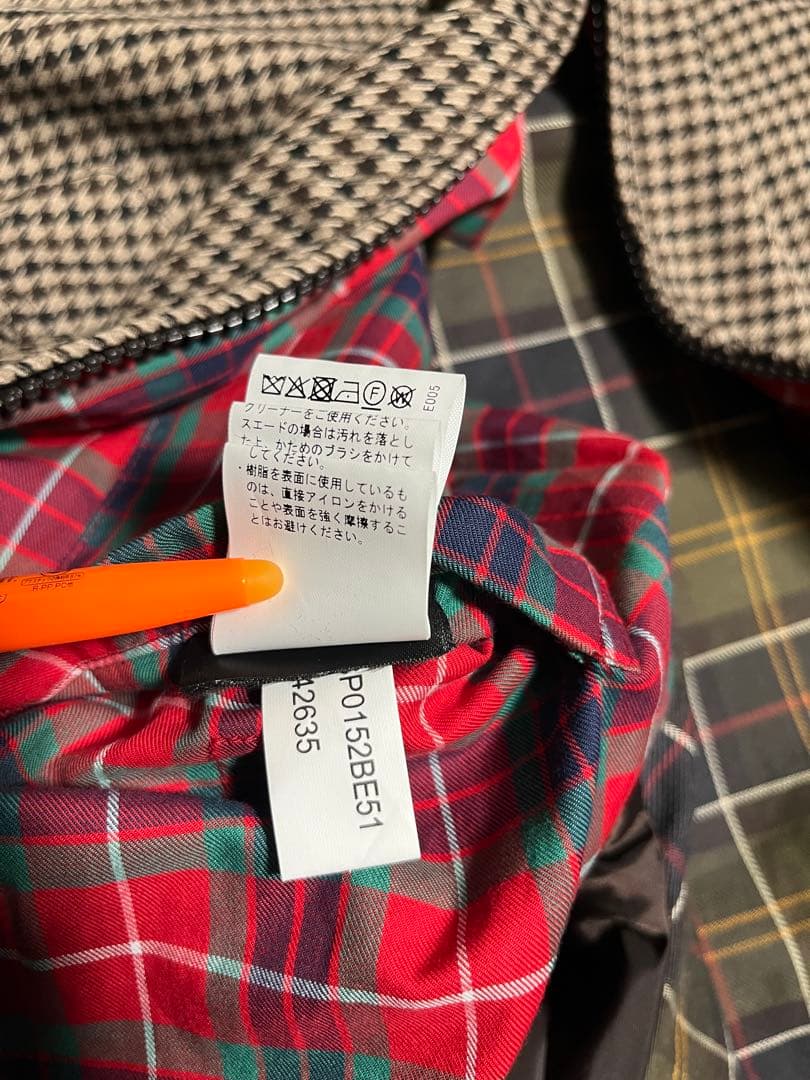 E005
クリーナーをご使用ください。
スエードの場合は汚れを落とし
た上、かためのブラシをかけて
してください。
・樹脂を表面に使用しているも
のは、直接アイロンをかける
ことや表面を強く摩擦するこ
とはお避けください。
P0152BE51
42635